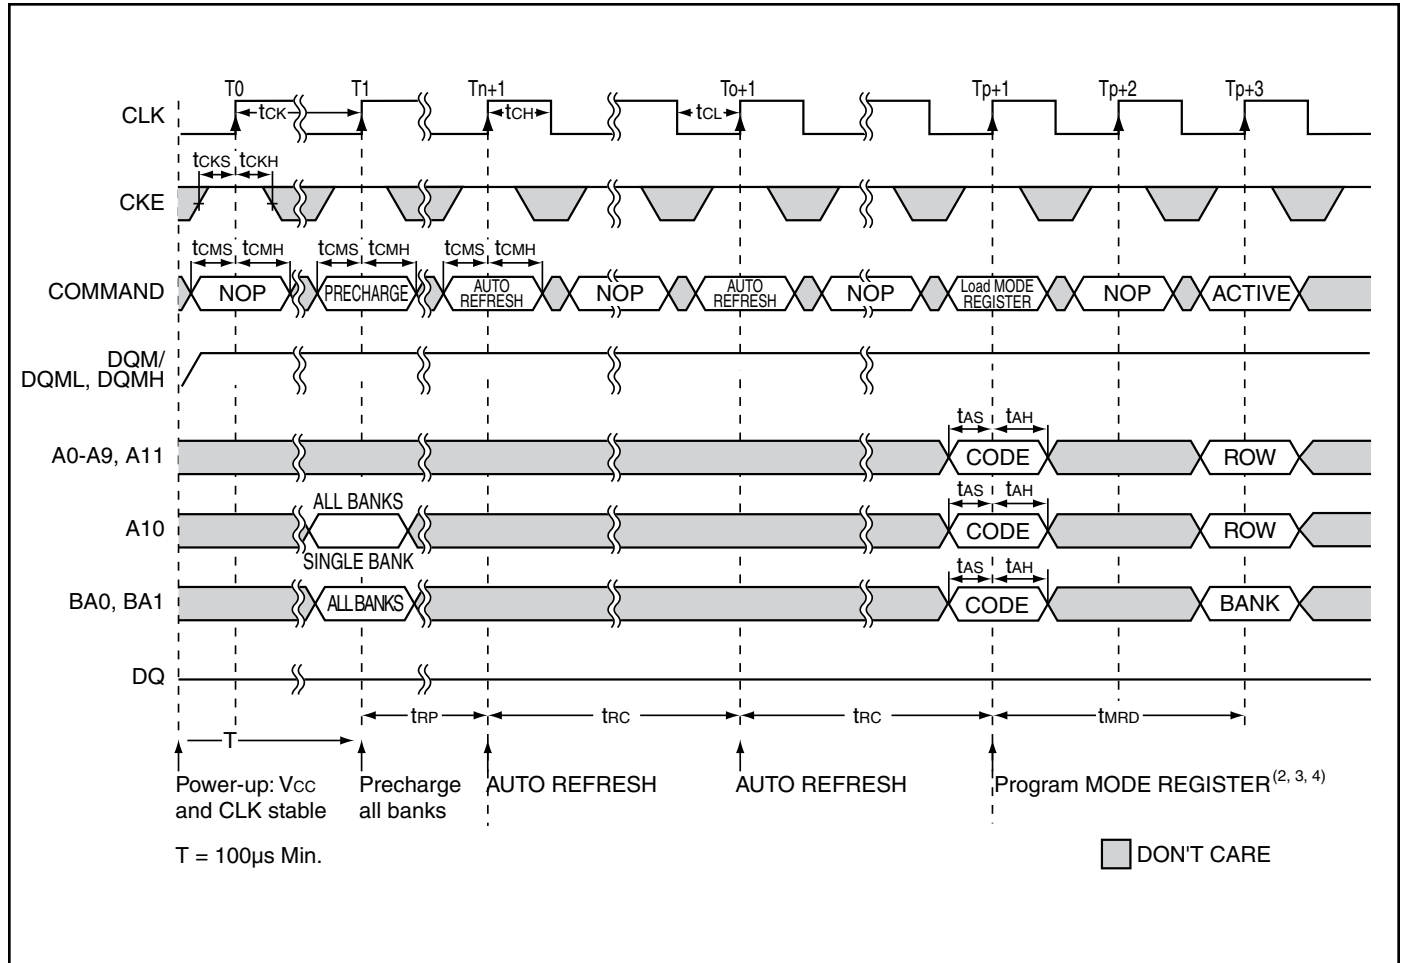 T0 T1 Tn+1 To+1 Tp+1 Tp+2 Tp+3
CLK tCK tCH tCL
tCKS tCKH
CKE
tCMS tCMH tCMS tCMH tCMS tCMH
COMMAND NOP PRECHARGE AUTO REFRESH NOP AUTO REFRESH NOP Load MODE REGISTER NOP ACTIVE
DQM/
DQML, DQMH
tAS tAH
A0-A9, A11 CODE ROW
ALL BANKS tAS tAH
A10 CODE ROW
SINGLE BANK tAS tAH
BA0, BA1 ALL BANKS CODE BANK
DQ
tRP tRC tRC tMRD
T
Power-up: VCC Precharge AUTO REFRESH AUTO REFRESH Program MODE REGISTER(2, 3, 4)
and CLK stable all banks
T = 100µs Min. DON'T CARE